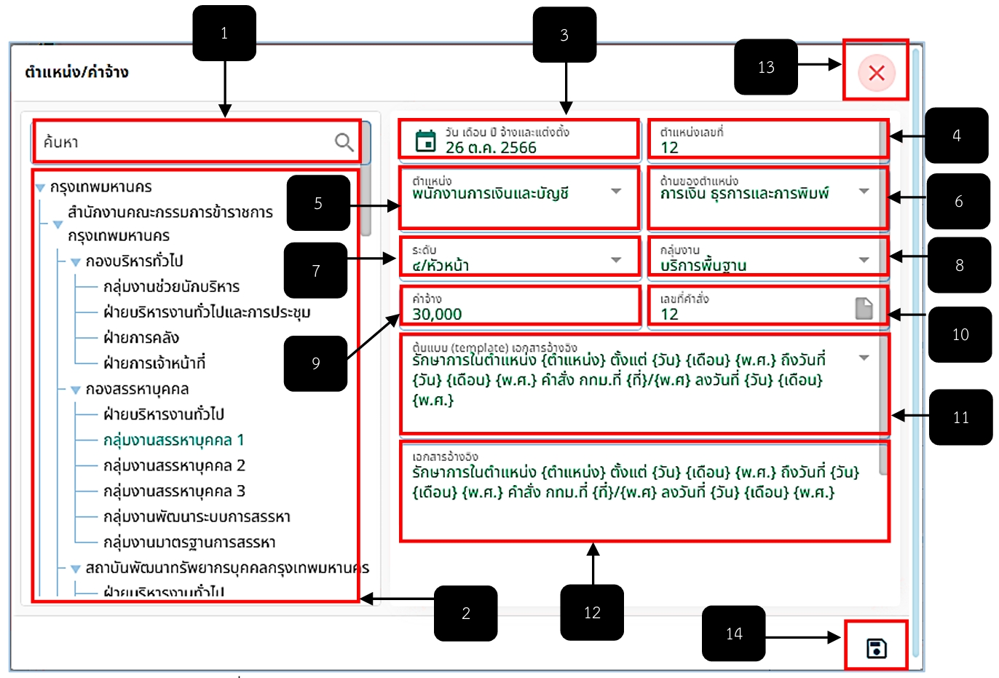 1
3
13
ตำแหน่ง/ค่าจ้าง
ค้นหา
วัน เดือน ปี จ้างและแต่งตั้ง
26 ต.ค. 2566
ตำแหน่งเลขที่
12
4
กรุงเทพมหานคร
สำนักงานคณะกรรมการข้าราชการ
กรุงเทพมหานคร
กองบริหารทั่วไป
กลุ่มงานช่วยนักบริหาร
ฝ่ายบริหารงานทั่วไปและการประชุม
ฝ่ายการคลัง
ฝ่ายการเจ้าหน้าที่
กองสรรหาบุคคล
ฝ่ายบริหารงานทั่วไป
กลุ่มงานสรรหาบุคคล 1
กลุ่มงานสรรหาบุคคล 2
กลุ่มงานสรรหาบุคคล 3
กลุ่มงานพัฒนาระบบการสรรหา
กลุ่มงานมาตรฐานการสรรหา
สถาบันพัฒนาทรัพยากรบุคคลกรุงเทพมหานคร
ฝ่ายบริหารงานทั่วไป
5
ตำแหน่ง
พนักงานการเงินและบัญชี
ด้านของตำแหน่ง
การเงิน ธุรการและการพิมพ์
6
7
ระดับ
๔/หัวหน้า
กลุ่มงาน
บริการพื้นฐาน
8
9
ค่าจ้าง
30,000
เลขที่คำสั่ง
12
10
ต้นแบบ (template) เอกสารอ้างอิง
รักษาการในตำแหน่ง {ตำแหน่ง} ตั้งแต่ {วัน} {เดือน} {พ.ศ.} ถึงวันที่
{วัน} {เดือน} {พ.ศ.} คำสั่ง กทม.ที่ {ที่}/{พ.ศ} ลงวันที่ {วัน} {เดือน}
{พ.ศ.}
11
เอกสารอ้างอิง
รักษาการในตำแหน่ง {ตำแหน่ง} ตั้งแต่ {วัน} {เดือน} {พ.ศ.} ถึงวันที่ {วัน}
{เดือน} {พ.ศ.} คำสั่ง กทม.ที่ {ที่}/{พ.ศ} ลงวันที่ {วัน} {เดือน} {พ.ศ.}
2
12
14